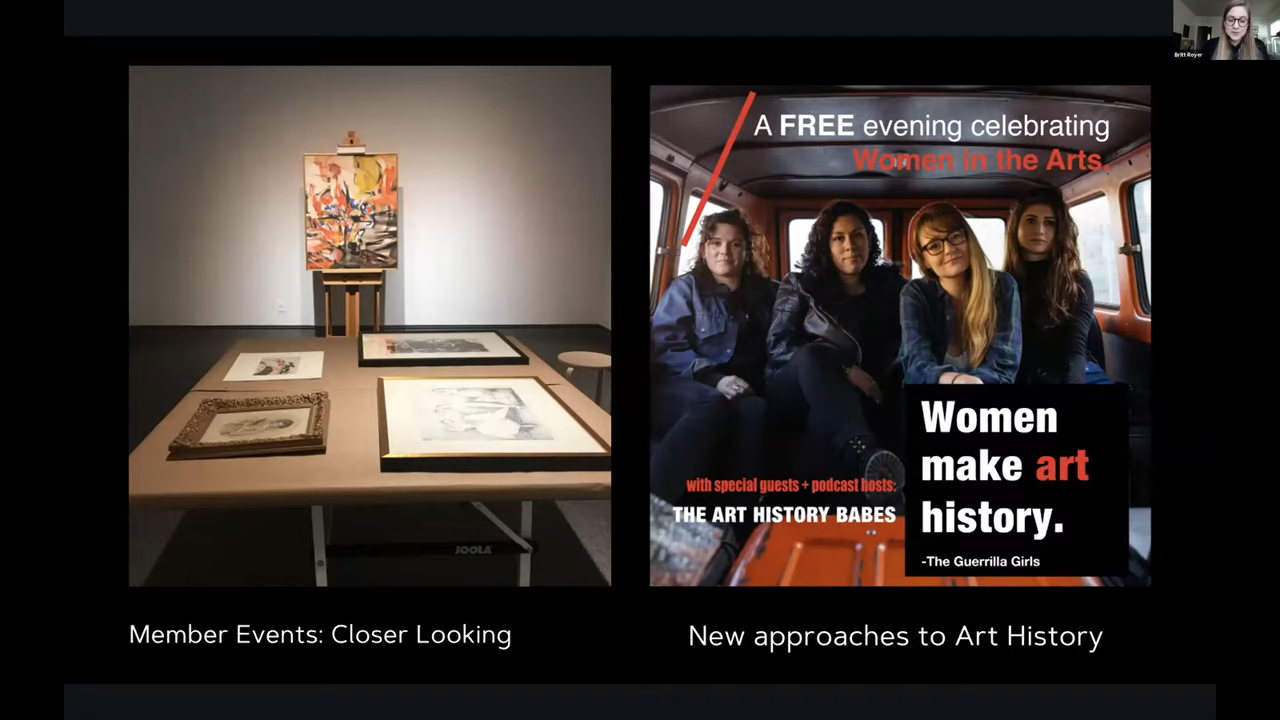 Britt Royer
A FREE evening celebrating
Women in the Arts.
with special guests + podcast hosts:
THE ART HISTORY BABES
Women
make art
history.
-The Guerrilla Girls
JOOLA
Member Events: Closer Looking
New approaches to Art History